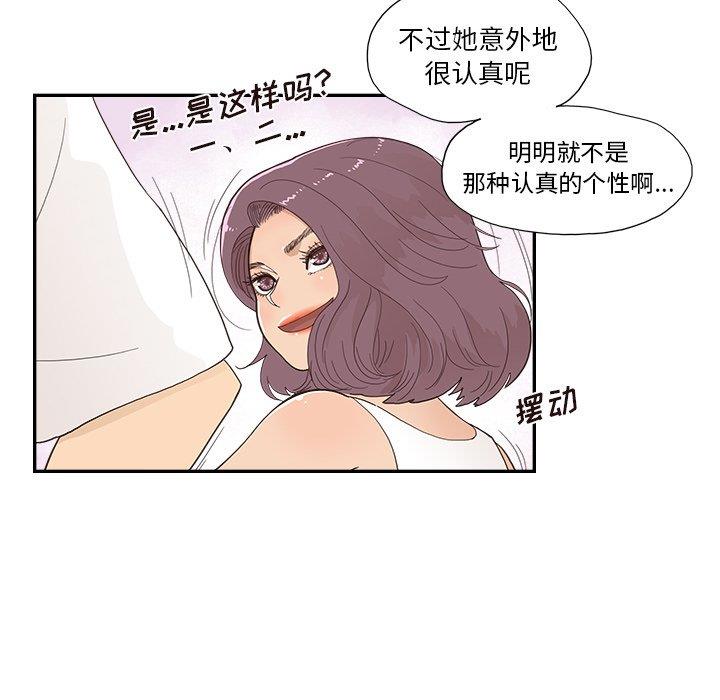 不过她意外地
很认真呢
是...是这样吗?
一、二...
明明就不是
那种认真的个性啊...
摆动